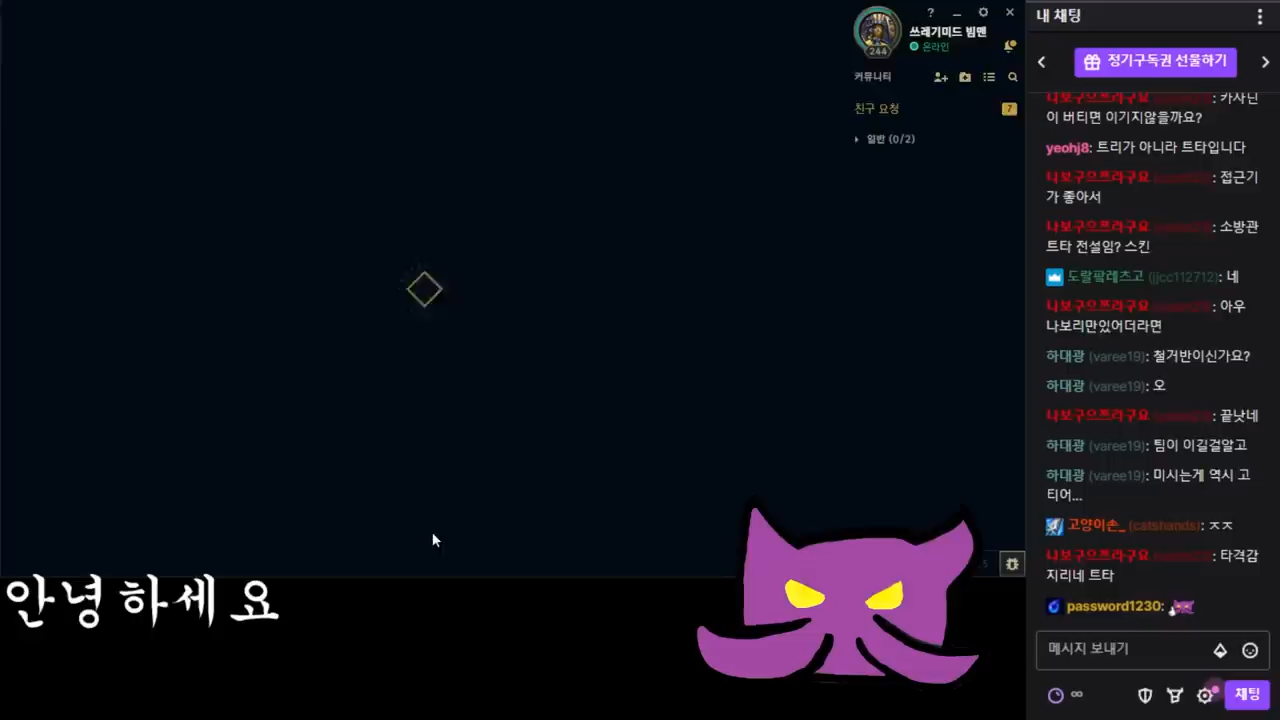 쓰레기미드 빔맨
244
온라인
커뮤니티
친구 요청
7
일반 (0/2)
안녕하세요
내 채팅
정기구독권 선물하기
나보구으쯔라구요 : 카사딘
이 버티면 이기지않들까요?
yeohj8: 트리가 아니라 트타입니다
나보구으쯔라구요 : 접근기
가 좋아서
나보구으쯔라구요 : 소방관
트타 전설임? 스킨
도랄팤레츠고 (jjcc112712): 네
나보구으쯔라구요 : 아우
나보리만있어더라면
하대광 (varee19): 철거반이신가요?
하대광 (varee19): 오
나보구으쯔라구요 : 끝낫네
하대광 (varee19): 팀이 이길걸알고
하대광 (varee19): 미시는게 역시 고
티어...
고양이손_ (catshands): ㅈㅈ
나보구으쯔라구요 : 타격감
지리네 트타
password1230:
메시지 보내기
채팅